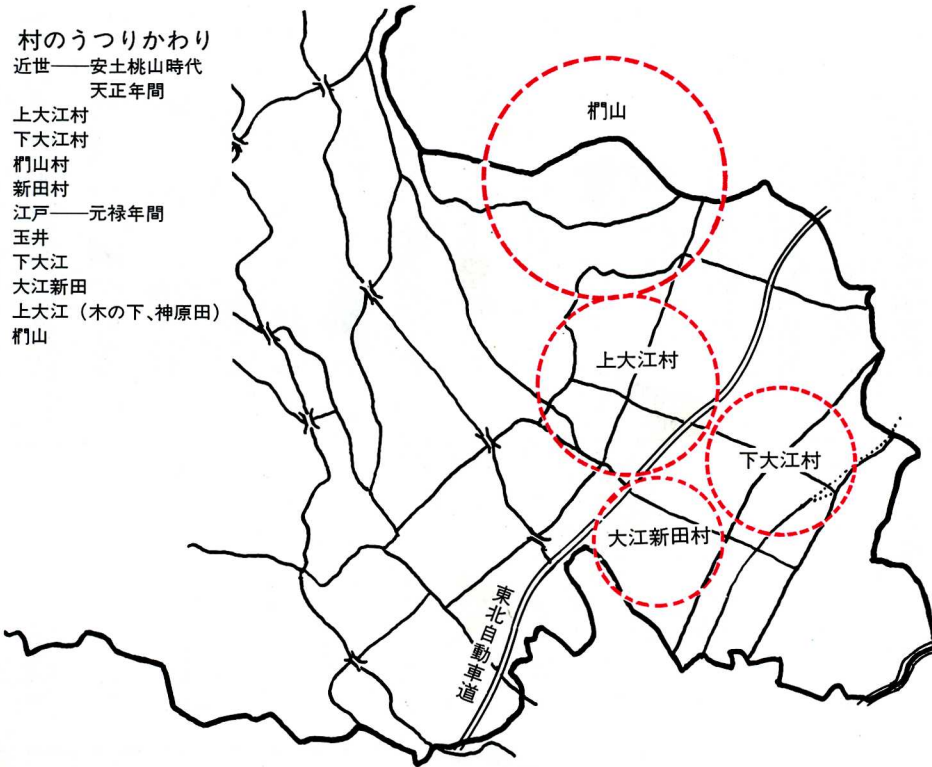 村のうつりかわり
近世──安土桃山時代
天正年間
上大江村
下大江村
椚山村
新田村
江戸──元禄年間
玉井
下大江
大江新田
上大江（木の下、神原田）
椚山
椚山
上大江村
下大江村
大江新田村
東北自動車道